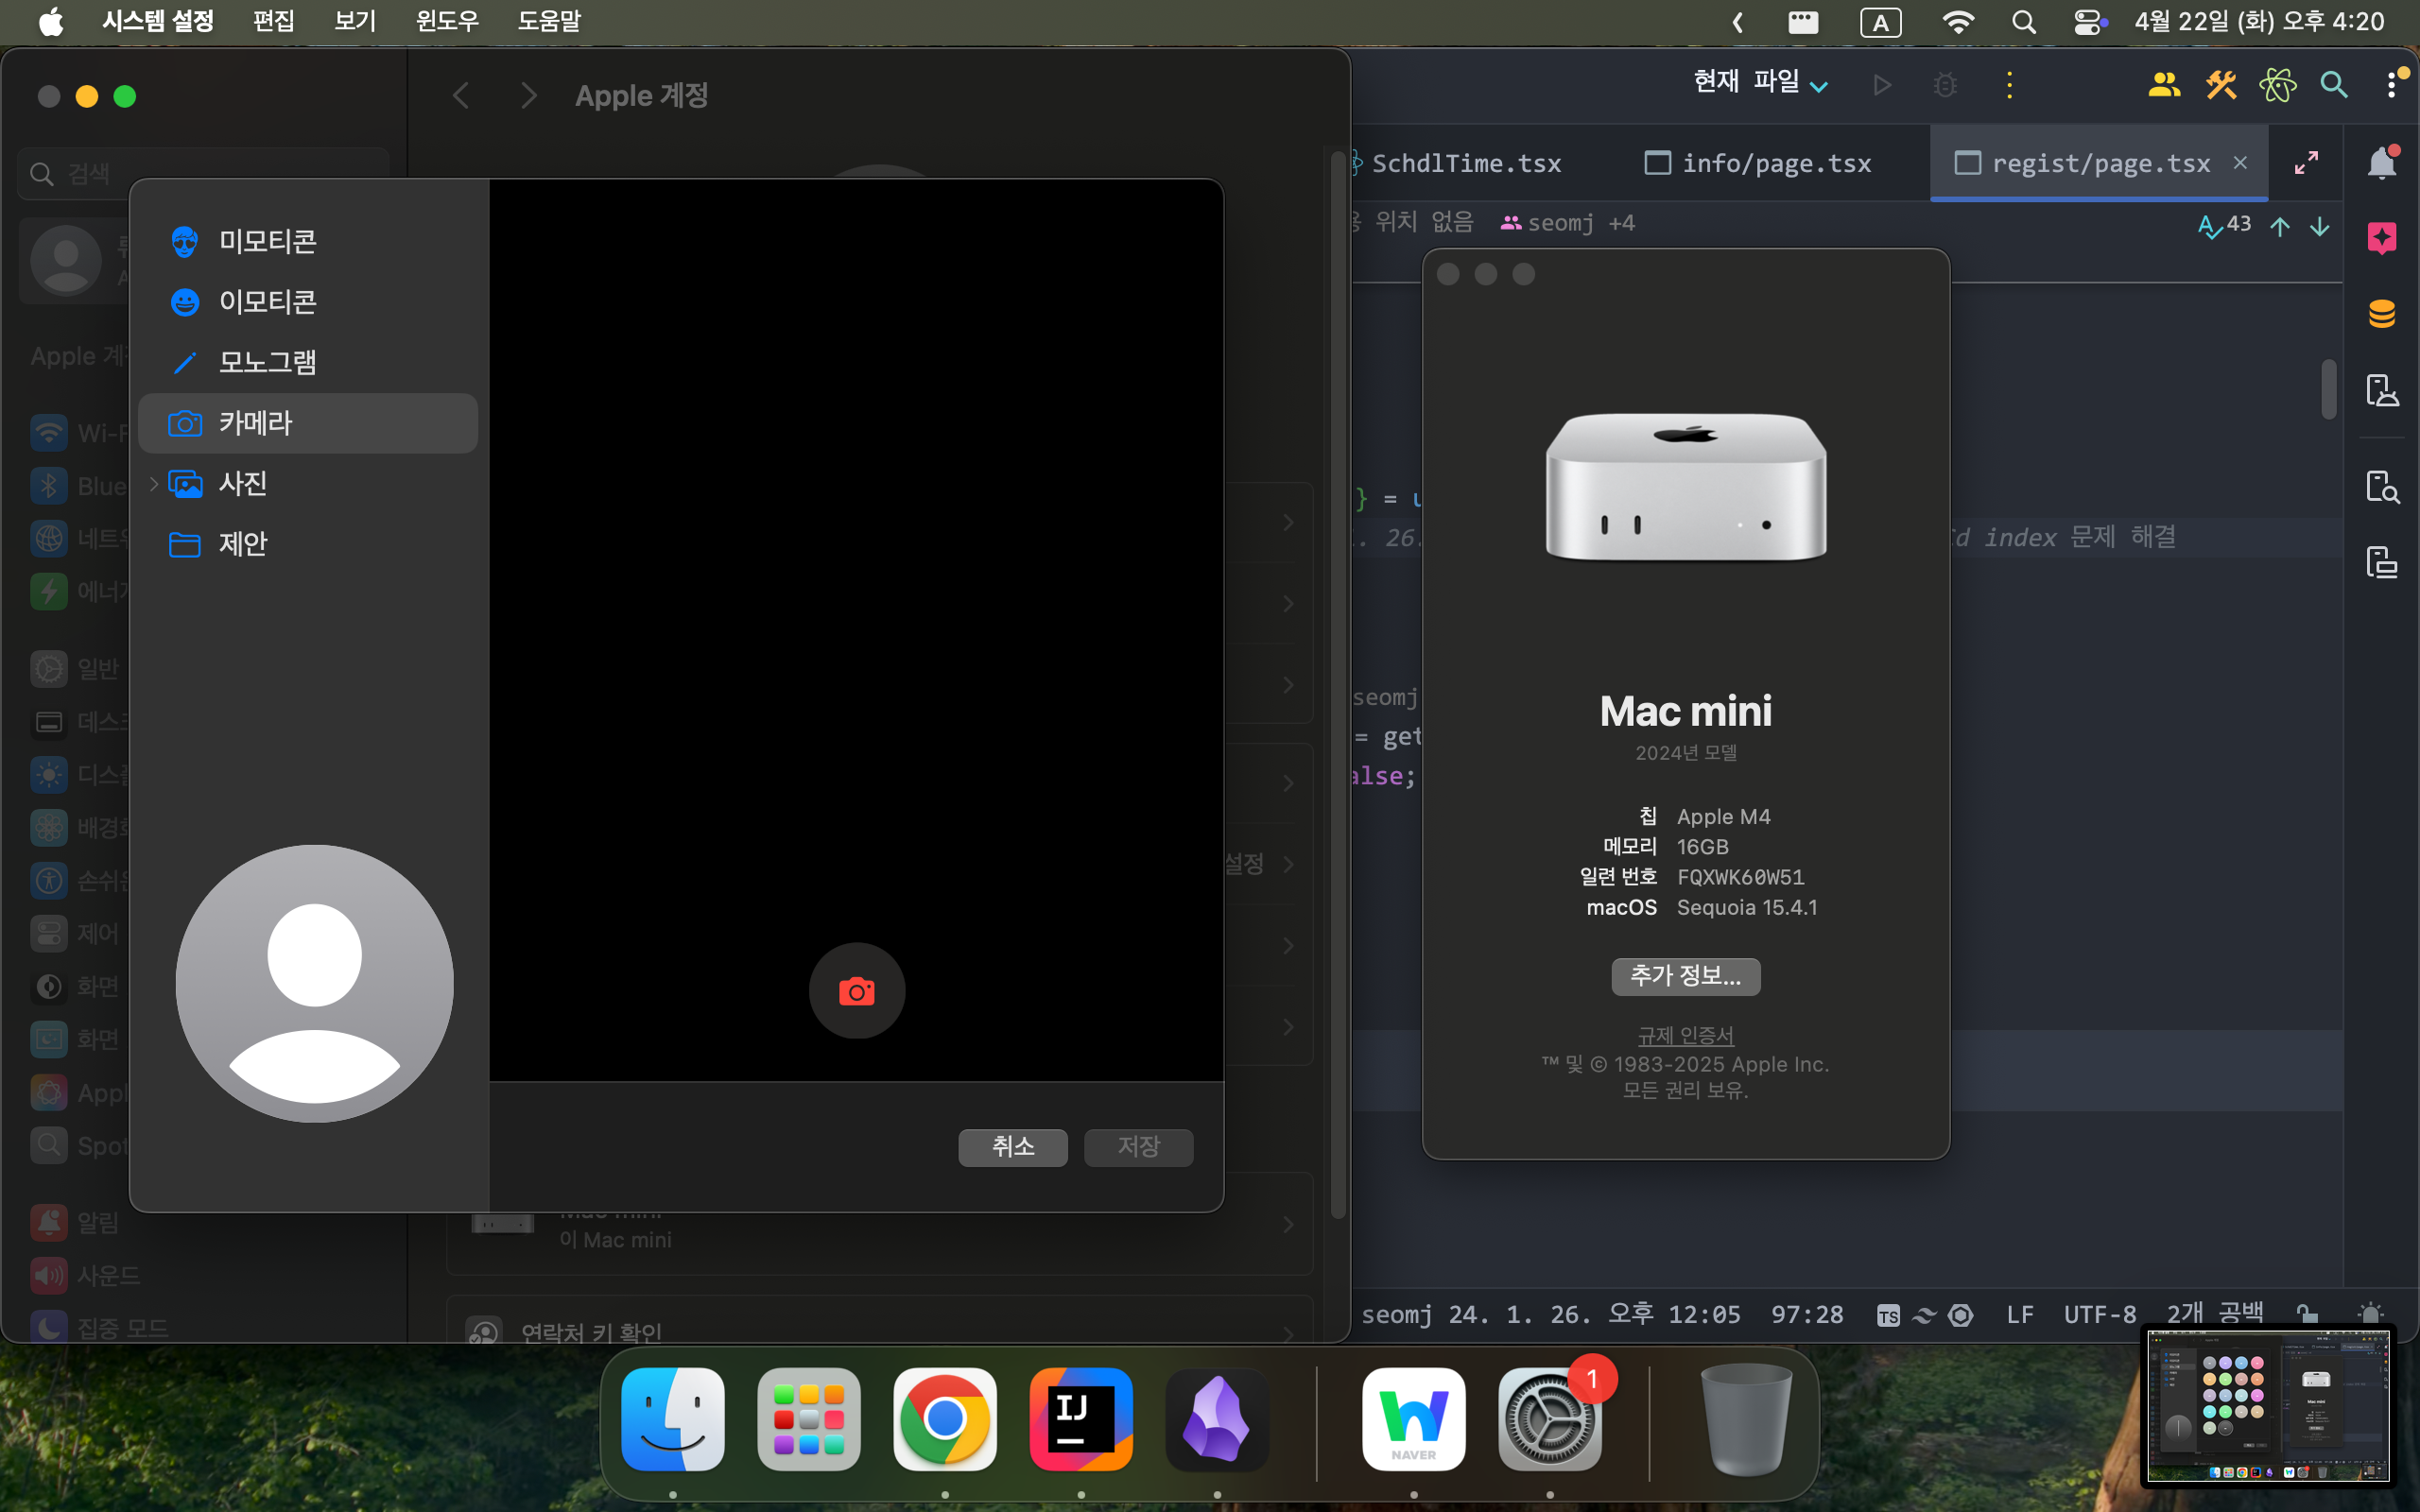 시스템 설정 편집 보기 윈도우 도움말 A 4월 22일 (화) 오후 4:20
Apple 계정
검색
미모티콘
이모티콘
모노그램
카메라
사진
제안
취소 저장
Apple 계
Wi-F
Blue
네트워
에너지
일반
데스크
디스플
배경화
손쉬운
제어
화면
화면
Appl
Spot
알림
사운드
집중 모드
설정
Mac mini
이 Mac mini
연락처 키 확인
현재 파일
SchdlTime.tsx info/page.tsx regist/page.tsx
위치 없음 seomj +4 43
} = u
. 26. d index 문제 해결
seomj
= get
alse;
Mac mini
2024년 모델
칩 Apple M4
메모리 16GB
일련 번호 FQXWK60W51
macOS Sequoia 15.4.1
추가 정보...
규제 인증서
™ 및 © 1983-2025 Apple Inc.
모든 권리 보유.
seomj 24. 1. 26. 오후 12:05 97:28 TS LF UTF-8 2개 공백
IJ
NAVER
1